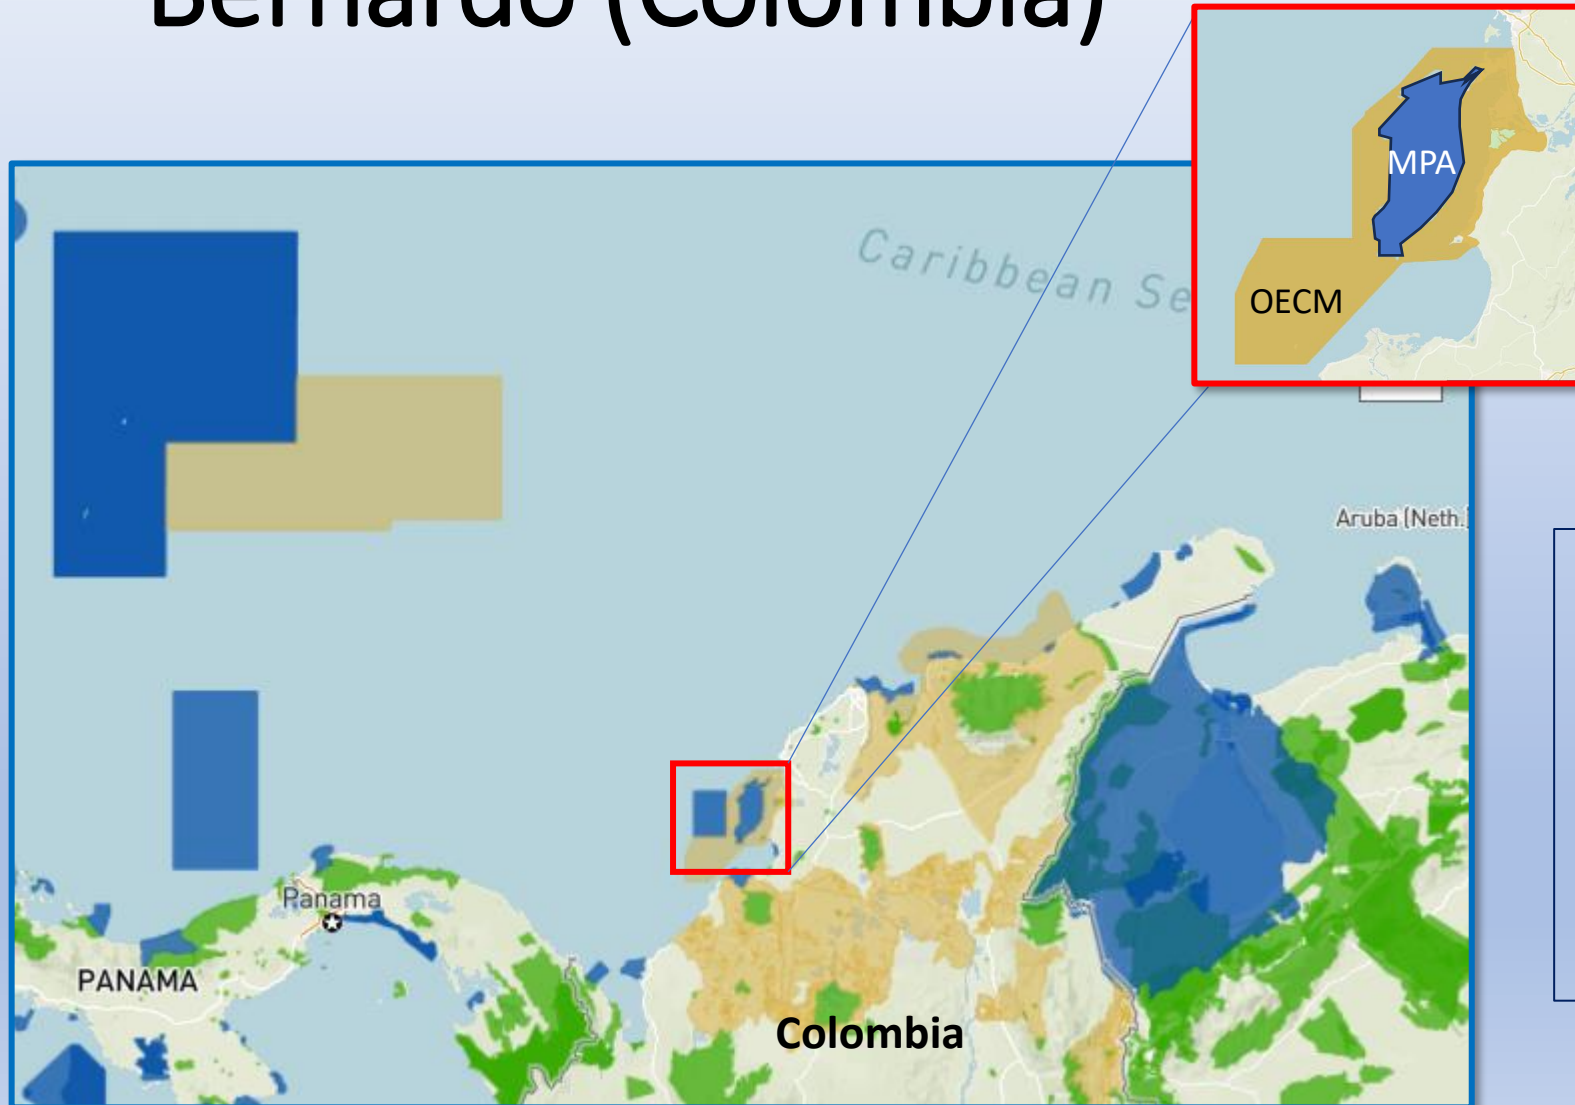 Bernardo (Colombia)
MPA
OECM
Caribbean Se
Aruba (Neth.)
Panama
PANAMA
Colombia